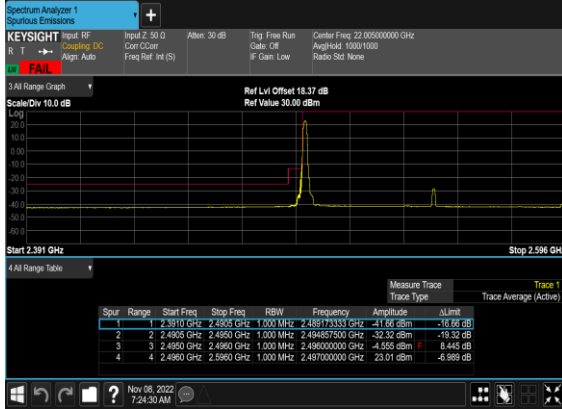 Spectrum Analyzer 1
Spurious Emissions
+
KEYSIGHT Input: RF Input Z: 50 Ω Atten: 30 dB Trig: Free Run Center Freq: 22.005000000 GHz
R T Coupling: DC Corr CCorr Gate: Off Avg|Hold: 1000/1000
Align: Auto Freq Ref: Int (S) IF Gain: Low Radio Std: None
FAIL
3 All Range Graph
Ref Lvl Offset 18.37 dB
Scale/Div 10.0 dB Ref Value 30.00 dBm
Log
20.0
10.0
0.00
-10.0
-20.0
-30.0
-40.0
-50.0
-60.0
Start 2.391 GHz Stop 2.596 GHz
4 All Range Table
Measure Trace Trace 1
Trace Type Trace Average (Active)
Spur Range Start Freq Stop Freq RBW Frequency Amplitude ΔLimit
1 1 2.3910 GHz 2.4905 GHz 1.000 MHz 2.489173333 GHz -41.66 dBm -16.66 dB
2 2 2.4905 GHz 2.4950 GHz 1.000 MHz 2.494857500 GHz -32.32 dBm -19.32 dB
3 3 2.4950 GHz 2.4960 GHz 1.000 MHz 2.496000000 GHz -4.555 dBm F 8.445 dB
4 4 2.4960 GHz 2.5960 GHz 1.000 MHz 2.497000000 GHz 23.01 dBm -6.989 dB
? Nov 08, 2022
7:24:30 AM